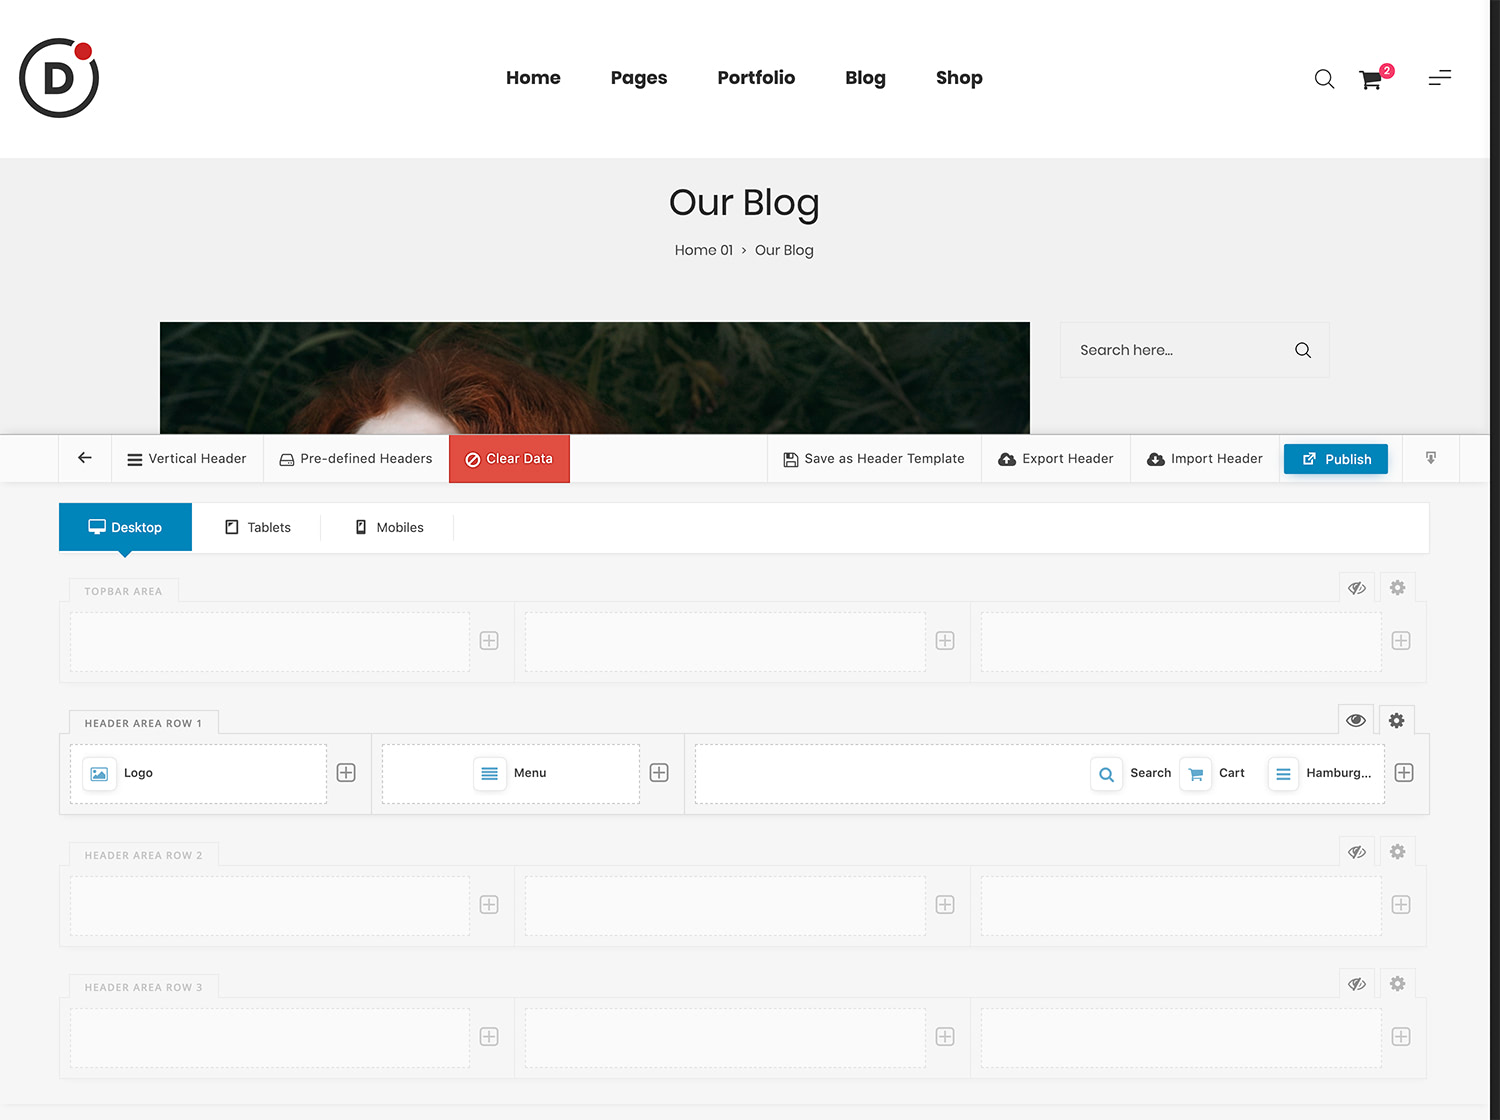 D
Home Pages Portfolio Blog Shop
2
Our Blog
Home 01 > Our Blog
Search here...
Vertical Header Pre-defined Headers Clear Data Save as Header Template Export Header Import Header Publish
Desktop Tablets Mobiles
TOPBAR AREA
HEADER AREA ROW 1
Logo Menu Search Cart Hamburg...
HEADER AREA ROW 2
HEADER AREA ROW 3